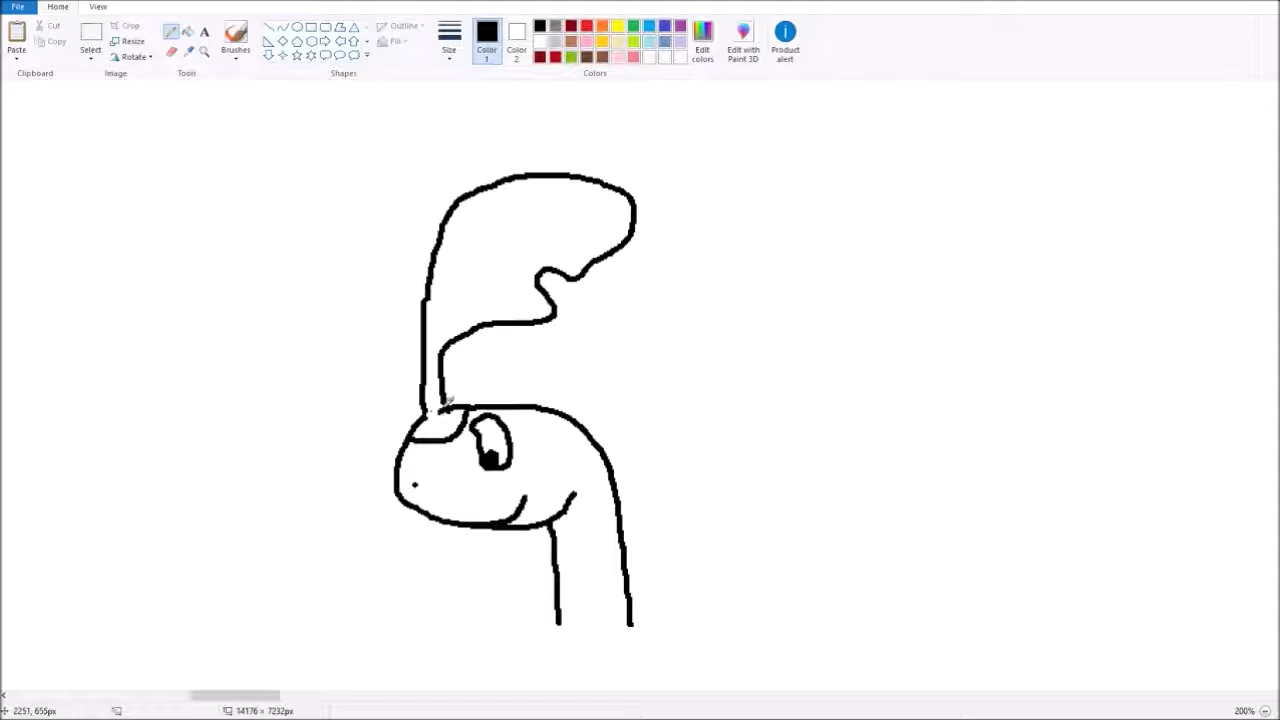 File Home View
Paste Cut Copy Clipboard
Select Crop Resize Rotate Image
Tools
Brushes
Shapes Outline Fill
Size
Color 1
Color 2
Colors
Edit colors
Edit with Paint 3D
Product alert
2251, 655px
14176 × 7232px
200%